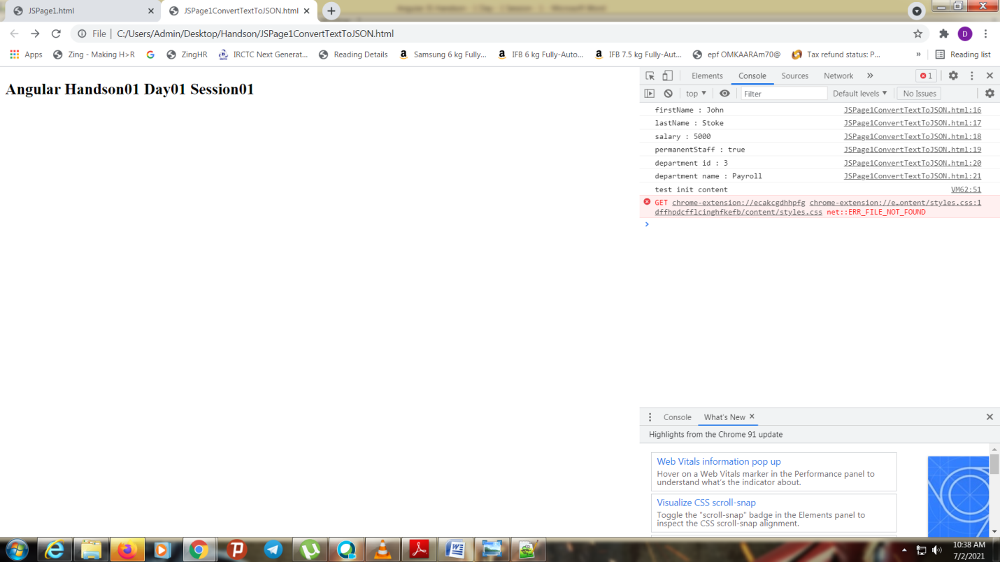 JSPage1.html
JSPage1ConvertTextToJSON.html
File | C:/Users/Admin/Desktop/Handson/JSPage1ConvertTextToJSON.html
D
Apps
Zing - Making H>R
ZingHR
IRCTC Next Generat...
Reading Details
Samsung 6 kg Fully...
IFB 6 kg Fully-Auto...
IFB 7.5 kg Fully-Aut...
epf OMKAARAm70@
Tax refund status: P...
»
Reading list
Angular Handson01 Day01 Session01
Elements
Console
Sources
Network
»
1
top
Filter
Default levels
No Issues
firstName : John JSPage1ConvertTextToJSON.html:16
lastName : Stoke JSPage1ConvertTextToJSON.html:17
salary : 5000 JSPage1ConvertTextToJSON.html:18
permanentStaff : true JSPage1ConvertTextToJSON.html:19
department id : 3 JSPage1ConvertTextToJSON.html:20
department name : Payroll JSPage1ConvertTextToJSON.html:21
test init content VM62:51
GET chrome-extension://ecakcgdhhpfg chrome-extension://e…ontent/styles.css:1
dffhpdcfflcinghfkefb/content/styles.css net::ERR_FILE_NOT_FOUND
Console
What's New
Highlights from the Chrome 91 update
Web Vitals information pop up
Hover on a Web Vitals marker in the Performance panel to
understand what's the indicator about.
Visualize CSS scroll-snap
Toggle the "scroll-snap" badge in the Elements panel to
inspect the CSS scroll-snap alignment.
10:38 AM
7/2/2021